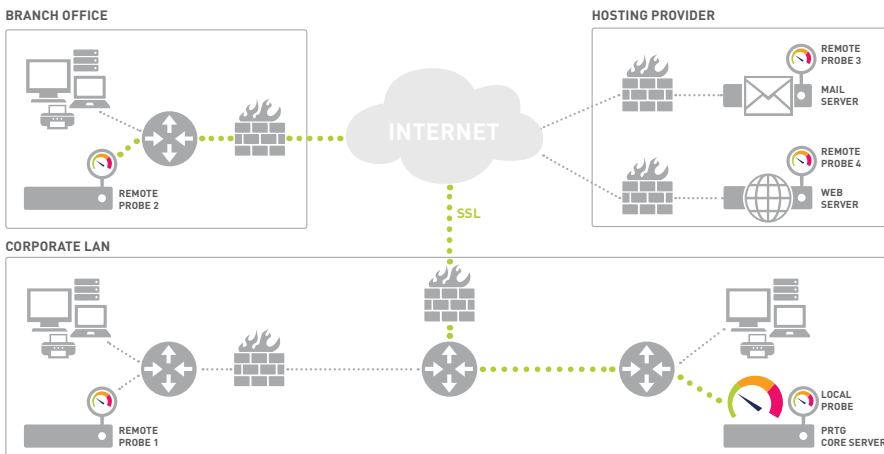 BRANCH OFFICE
HOSTING PROVIDER
REMOTE
PROBE 3
MAIL
SERVER
INTERNET
REMOTE
PROBE 2
REMOTE
PROBE 4
WEB
SERVER
SSL
CORPORATE LAN
REMOTE
PROBE 1
LOCAL
PROBE
PRTG
CORE SERVER